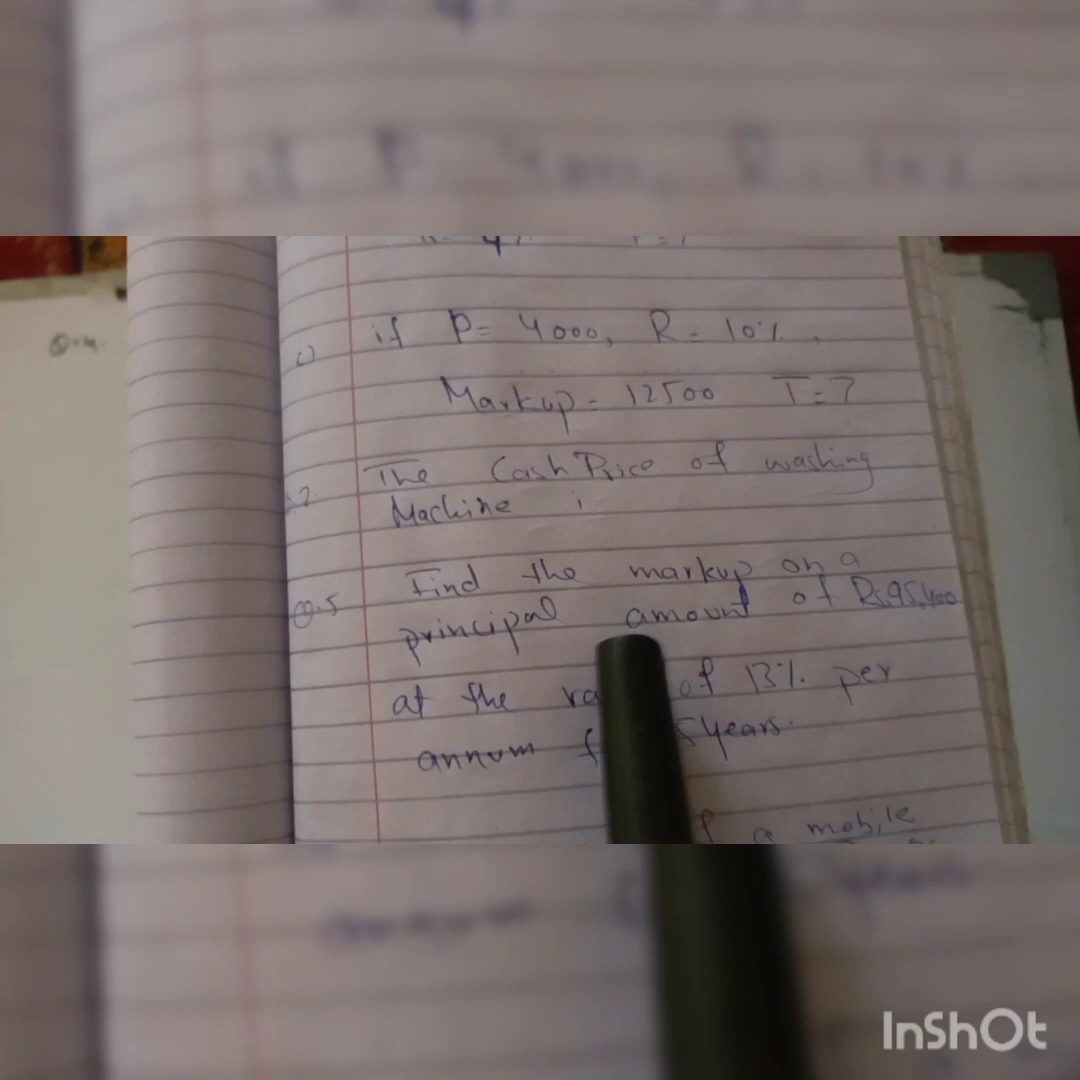 if P= 4000, R= 10%.
Markup= 12500 T=?
The Cash Price of washing
Machine i
Q.5 Find the markup on a
principal amount of Rs.95,400
at the of 13% per
annum 5 years.
a mobile
InShOt